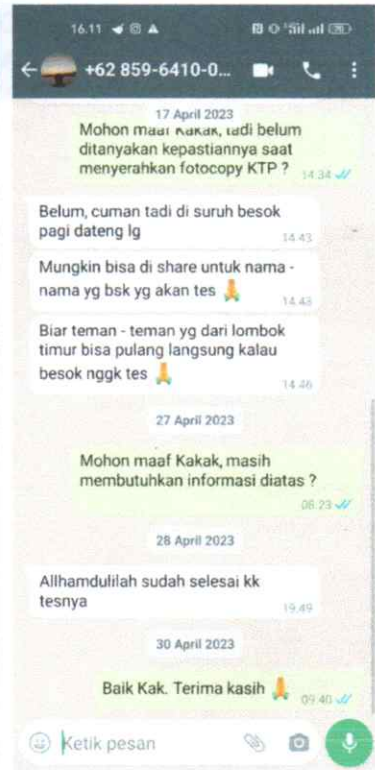 16.11
+62 859-6410-0...
17 April 2023
Mohon maaf Kakak, tadi belum
ditanyakan kepastiannya saat
menyerahkan fotocopy KTP ?
14.34
Belum, cuman tadi di suruh besok
pagi dateng lg
14.43
Mungkin bisa di share untuk nama -
nama yg bsk yg akan tes
14.43
Biar teman - teman yg dari lombok
timur bisa pulang langsung kalau
besok nggk tes
14.46
27 April 2023
Mohon maaf Kakak, masih
membutuhkan informasi diatas ?
08.23
28 April 2023
Allhamdulilah sudah selesai kk
tesnya
19.49
30 April 2023
Baik Kak. Terima kasih
09.40
Ketik pesan